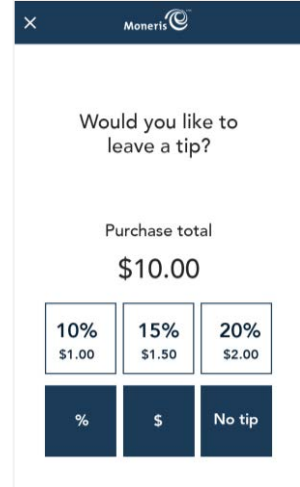 ×
Moneris
Would you like to
leave a tip?
Purchase total
$10.00
10% 15% 20%
$1.00 $1.50 $2.00
% $ No tip